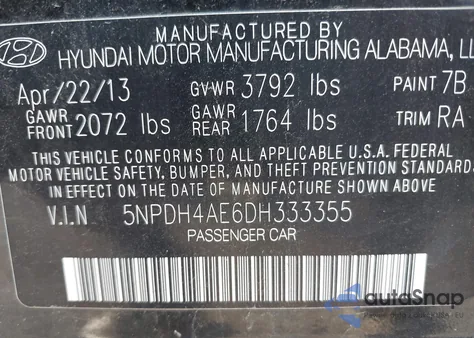 MANUFACTURED BY
HYUNDAI MOTOR MANUFACTURING ALABAMA, LL
Apr/22/13 GVWR 3792 lbs PAINT 7B
GAWR FRONT 2072 lbs GAWR REAR 1764 lbs TRIM RA
THIS VEHICLE CONFORMS TO ALL APPLICABLE U.S.A. FEDERAL
MOTOR VEHICLE SAFETY, BUMPER, AND THEFT PREVENTION STANDARDS
IN EFFECT ON THE DATE OF MANUFACTURE SHOWN ABOVE.
V.I.N 5NPDH4AE6DH333355
PASSENGER CAR
autoSnap